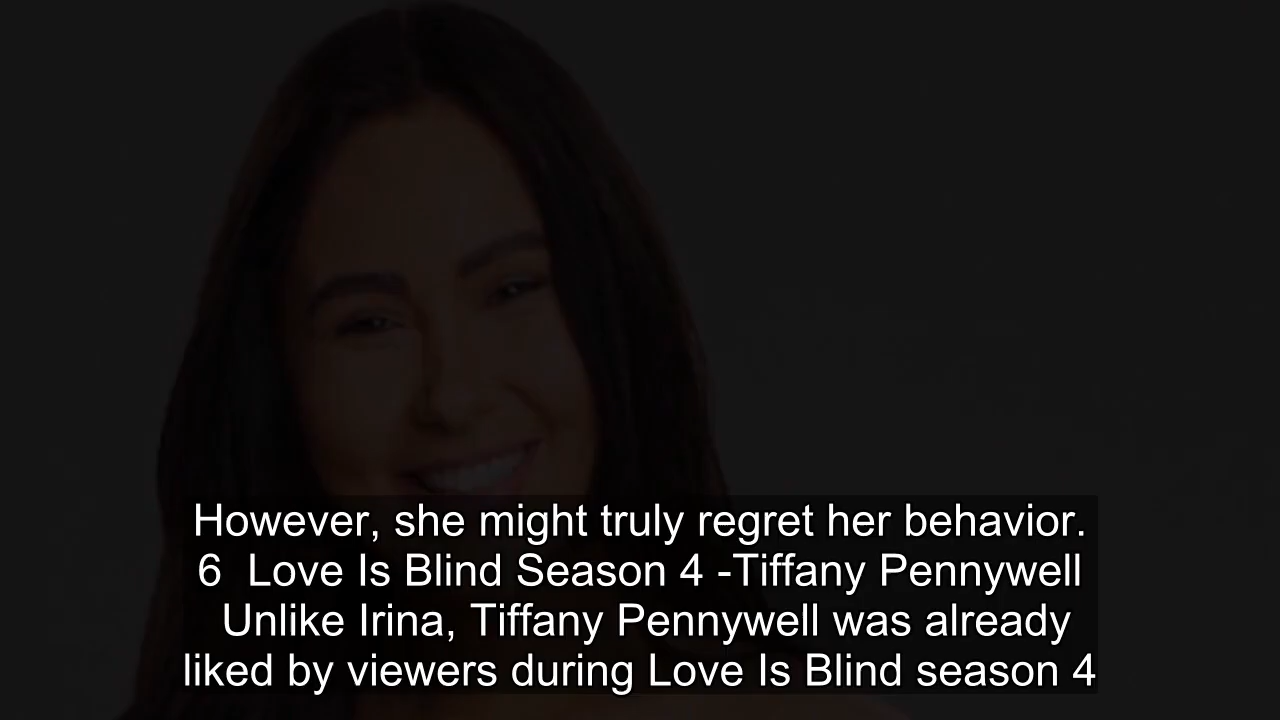 However, she might truly regret her behavior.
6  Love Is Blind Season 4 -Tiffany Pennywell
Unlike Irina, Tiffany Pennywell was already
liked by viewers during Love Is Blind season 4